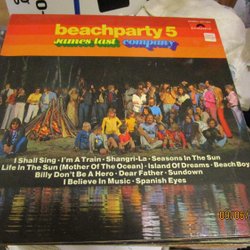 beachparty 5
james last company
I Shall Sing · I'm A Train · Shangri-La · Seasons In The Sun
Life In The Sun (Mother Of The Ocean) · Island Of Dreams · Beach Boy
Billy Don't Be A Hero · Dear Father · Sundown
I Believe In Music · Spanish Eyes